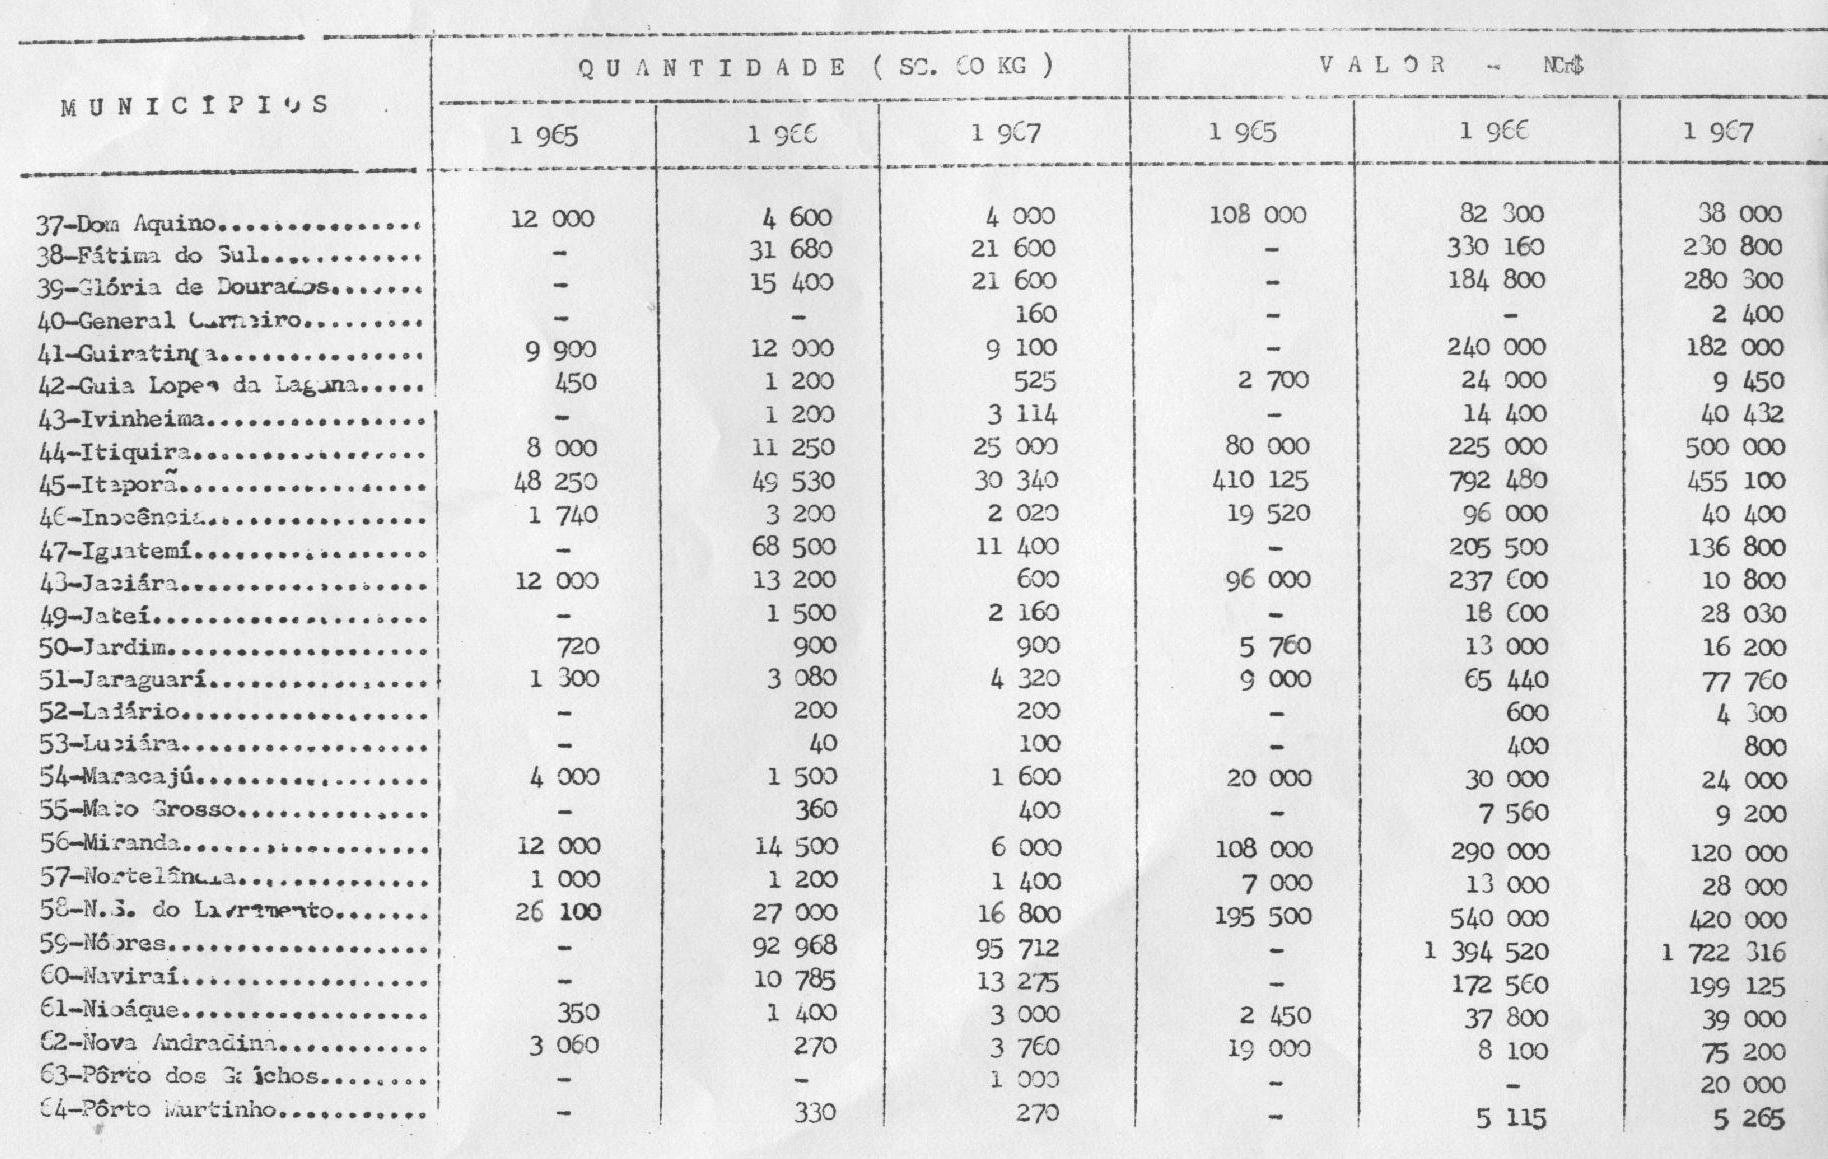 QUANTIDADE ( SC. 60 KG ) VALOR - NCr$
MUNICÍPIOS
1 965 1 966 1 967 1 965 1 966 1 967
37-Dom Aquino................ 12 000 4 600 4 000 108 000 82 300 38 000
38-Fátima do Sul............ - 31 680 21 600 - 330 160 230 800
39-Glória de Dourados....... - 15 400 21 600 - 184 800 280 300
40-General Carneiro......... - - 160 - - 2 400
41-Guiratinga............... 9 900 12 000 9 100 - 240 000 182 000
42-Guia Lopes da Laguna..... 450 1 200 525 2 700 24 000 9 450
43-Ivinheima................ - 1 200 3 114 - 14 400 40 432
44-Itiquira................. 8 000 11 250 25 000 80 000 225 000 500 000
45-Itaporã.................. 48 250 49 530 30 340 410 125 792 480 455 100
46-Inocência................ 1 740 3 200 2 020 19 520 96 000 40 400
47-Iguatemí................. - 68 500 11 400 - 205 500 136 800
48-Jaciára.................. 12 000 13 200 600 96 000 237 600 10 800
49-Jateí.................... - 1 500 2 160 - 18 600 28 080
50-Jardim................... 720 900 900 5 760 13 000 16 200
51-Jaraguarí................ 1 300 3 080 4 320 9 000 65 440 77 760
52-Ladário.................. - 200 200 - 600 4 300
53-Luciára.................. - 40 100 - 400 800
54-Maracajú................. 4 000 1 500 1 600 20 000 30 000 24 000
55-Mato Grosso.............. - 360 400 - 7 560 9 200
56-Miranda.................. 12 000 14 500 6 000 108 000 290 000 120 000
57-Nortelândia.............. 1 000 1 200 1 400 7 000 13 000 28 000
58-N.S. do Livramento....... 26 100 27 000 16 800 195 500 540 000 420 000
59-Nóbres................... - 92 968 95 712 - 1 394 520 1 722 316
60-Naviraí.................. - 10 785 13 275 - 172 560 199 125
61-Nioáque.................. 350 1 400 3 000 2 450 37 800 39 000
62-Nova Andradina........... 3 060 270 3 760 19 000 8 100 75 200
63-Pôrto dos Gaúchos........ - - 1 000 - - 20 000
64-Pôrto Murtinho........... - 330 270 - 5 115 5 265